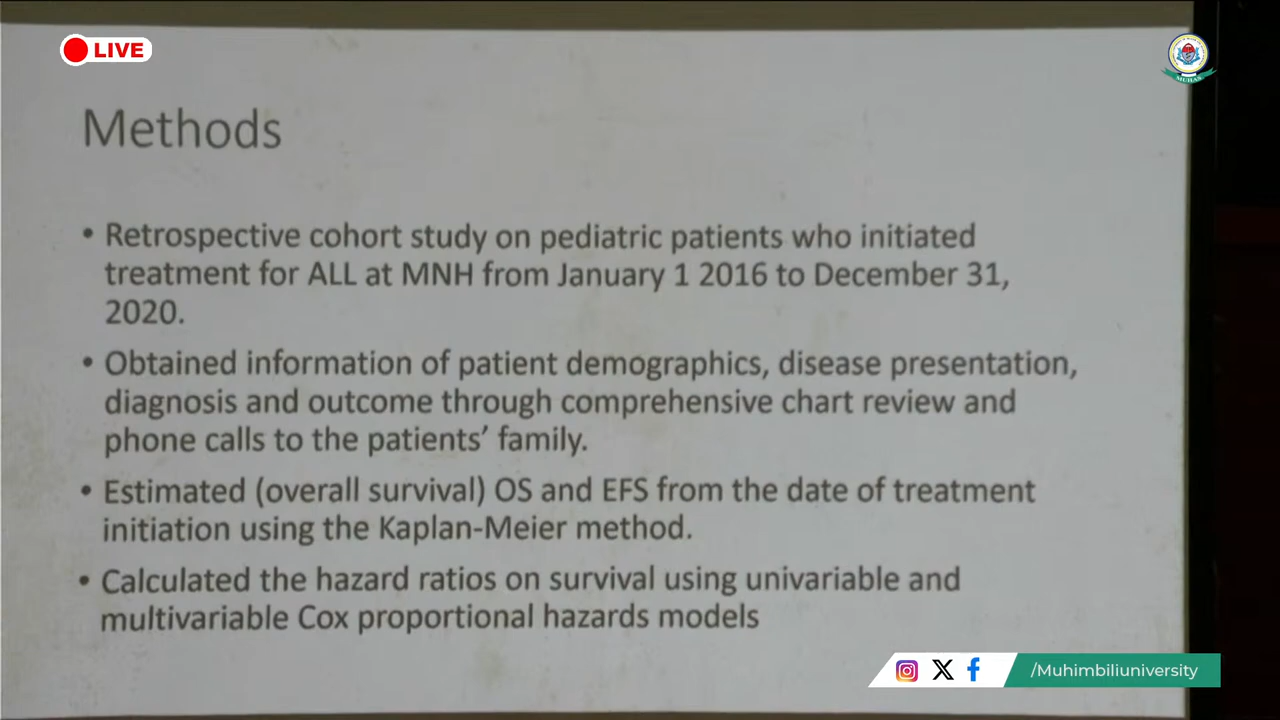 LIVE
MUHAS
Methods
• Retrospective cohort study on pediatric patients who initiated
treatment for ALL at MNH from January 1 2016 to December 31,
2020.
• Obtained information of patient demographics, disease presentation,
diagnosis and outcome through comprehensive chart review and
phone calls to the patients’ family.
• Estimated (overall survival) OS and EFS from the date of treatment
initiation using the Kaplan-Meier method.
• Calculated the hazard ratios on survival using univariable and
multivariable Cox proportional hazards models
/Muhimbiliuniversity